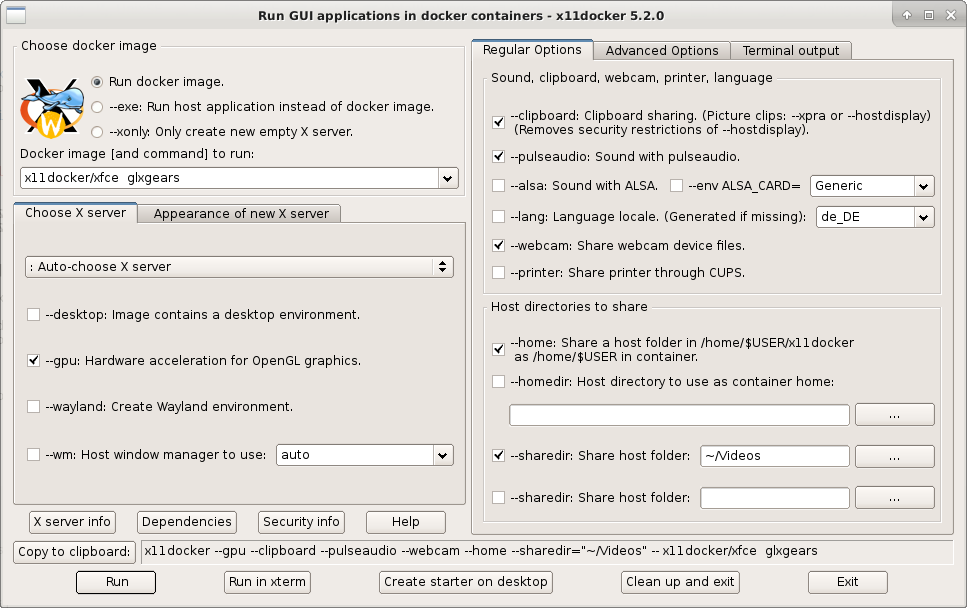 Run GUI applications in docker containers - x11docker 5.2.0
Choose docker image
Run docker image.
--exe: Run host application instead of docker image.
--xonly: Only create new empty X server.
W
Docker image [and command] to run:
x11docker/xfce  glxgears
Choose X server
Appearance of new X server
: Auto-choose X server
--desktop: Image contains a desktop environment.
--gpu: Hardware acceleration for OpenGL graphics.
--wayland: Create Wayland environment.
--wm: Host window manager to use:
auto
X server info
Dependencies
Security info
Help
Regular Options
Advanced Options
Terminal output
Sound, clipboard, webcam, printer, language
--clipboard: Clipboard sharing. (Picture clips: --xpra or --hostdisplay)
(Removes security restrictions of --hostdisplay).
--pulseaudio: Sound with pulseaudio.
--alsa: Sound with ALSA.
--env ALSA_CARD=
Generic
--lang: Language locale. (Generated if missing):
de_DE
--webcam: Share webcam device files.
--printer: Share printer through CUPS.
Host directories to share
--home: Share a host folder in /home/$USER/x11docker
as /home/$USER in container.
--homedir: Host directory to use as container home:
...
--sharedir: Share host folder:
~/Videos
...
--sharedir: Share host folder:
...
Copy to clipboard:
x11docker --gpu --clipboard --pulseaudio --webcam --home --sharedir="~/Videos" -- x11docker/xfce  glxgears
Run
Run in xterm
Create starter on desktop
Clean up and exit
Exit